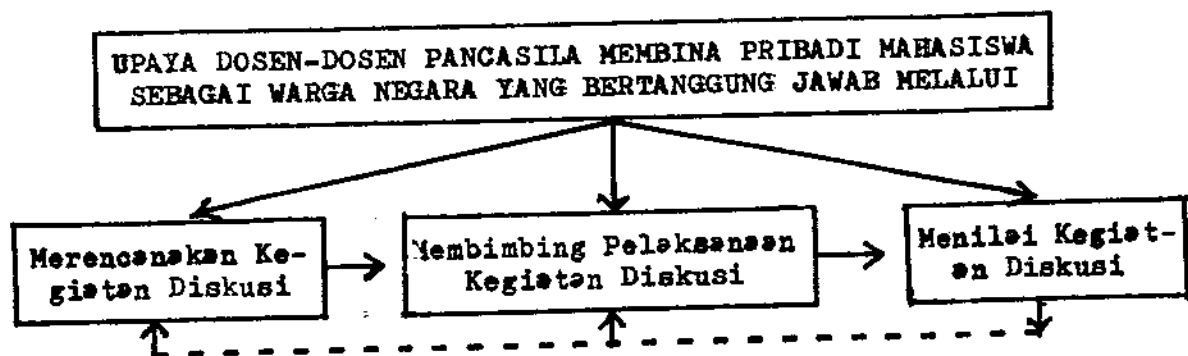 UPAYA DOSEN-DOSEN PANCASILA MEMBINA PRIBADI MAHASISWA
SEBAGAI WARGA NEGARA YANG BERTANGGUNG JAWAB MELALUI
Merencanakan Ke-
giatan Diskusi
Membimbing Pelaksanaan
Kegiatan Diskusi
Menilai Kegiat-
an Diskusi